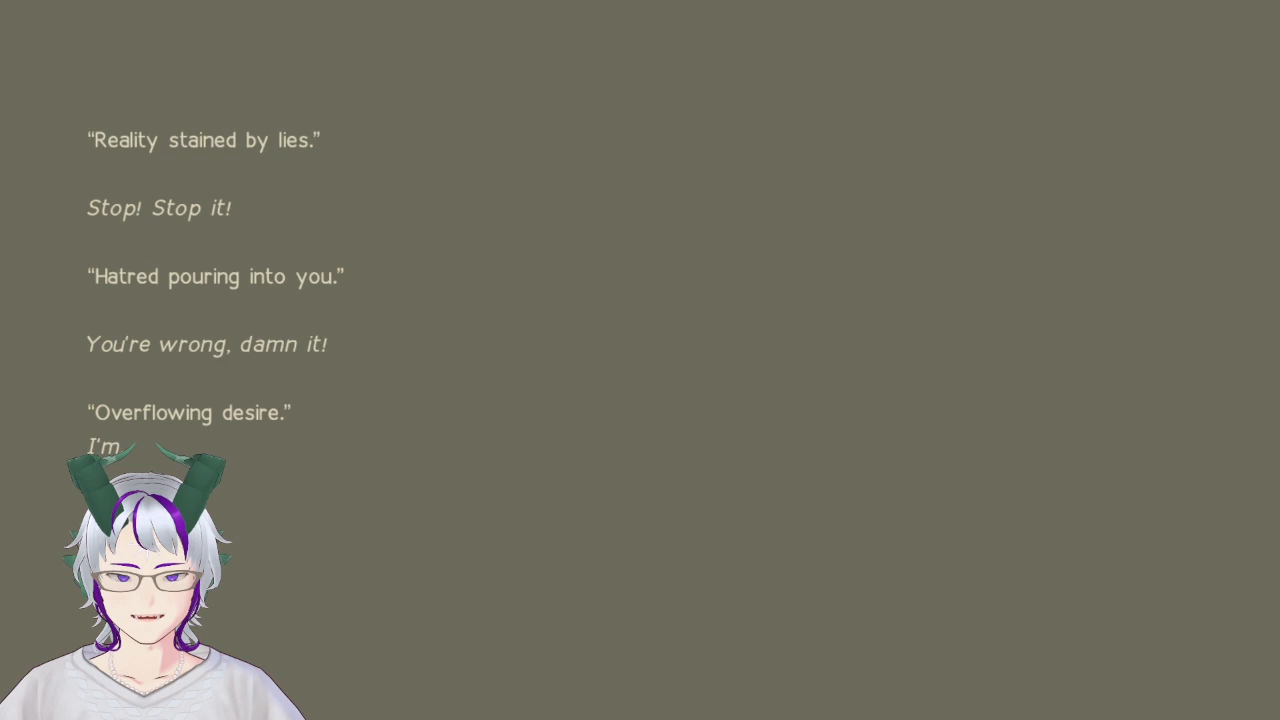 “Reality stained by lies.”
Stop! Stop it!
“Hatred pouring into you.”
You're wrong, damn it!
“Overflowing desire.”
I'm